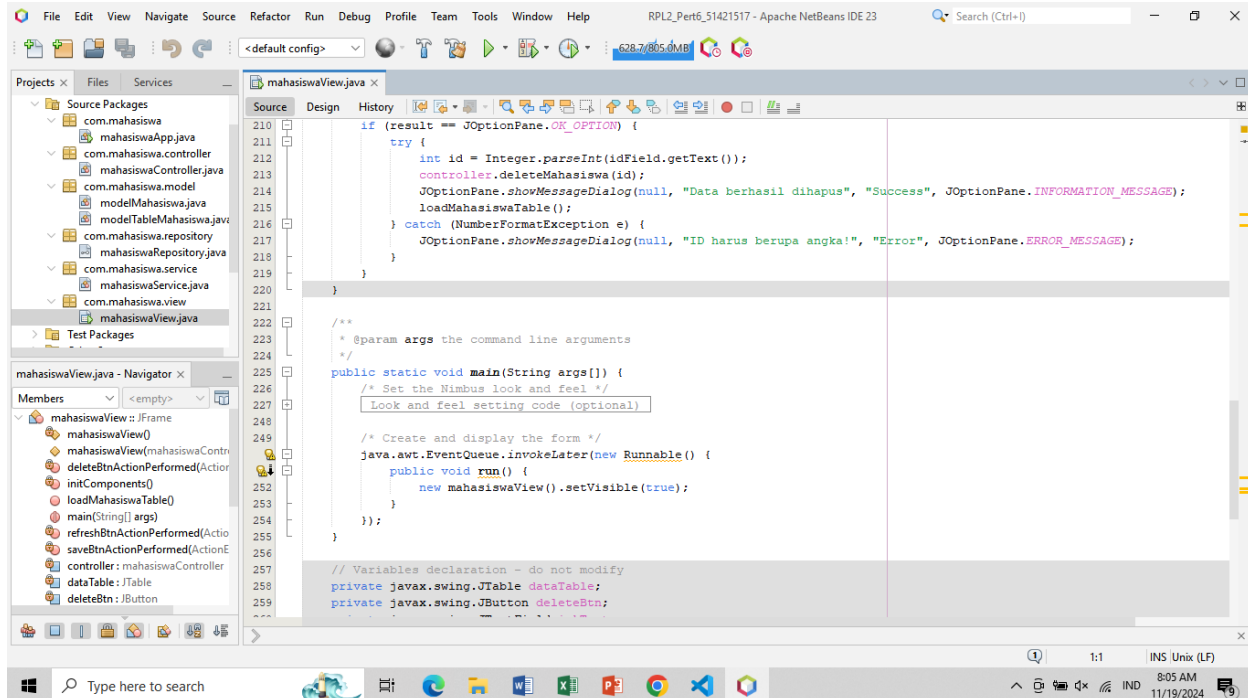 File Edit View Navigate Source Refactor Run Debug Profile Team Tools Window Help RPL2_Pert6_51421517 - Apache NetBeans IDE 23 Search (Ctrl+I)
<default config> 628.7/805.0MB
Projects Files Services
Source Packages
com.mahasiswa
mahasiswaApp.java
com.mahasiswa.controller
mahasiswaController.java
com.mahasiswa.model
modelMahasiswa.java
modelTableMahasiswa.java
com.mahasiswa.repository
mahasiswaRepository.java
com.mahasiswa.service
mahasiswaService.java
com.mahasiswa.view
mahasiswaView.java
Test Packages
mahasiswaView.java - Navigator
Members <empty>
mahasiswaView :: JFrame
mahasiswaView()
mahasiswaView(mahasiswaContr
deleteBtnActionPerformed(Action
initComponents()
loadMahasiswaTable()
main(String[] args)
refreshBtnActionPerformed(Actio
saveBtnActionPerformed(ActionE
controller : mahasiswaController
dataTable : JTable
deleteBtn : JButton
mahasiswaView.java
Source Design History
210 if (result == JOptionPane.OK_OPTION) {
211 try {
212 int id = Integer.parseInt(idField.getText());
213 controller.deleteMahasiswa(id);
214 JOptionPane.showMessageDialog(null, "Data berhasil dihapus", "Success", JOptionPane.INFORMATION_MESSAGE);
215 loadMahasiswaTable();
216 } catch (NumberFormatException e) {
217 JOptionPane.showMessageDialog(null, "ID harus berupa angka!", "Error", JOptionPane.ERROR_MESSAGE);
218 }
219 }
220 }
221
222 /**
223 * @param args the command line arguments
224 */
225 public static void main(String args[]) {
226 /* Set the Nimbus look and feel */
227 Look and feel setting code (optional)
248
249 /* Create and display the form */
java.awt.EventQueue.invokeLater(new Runnable() {
public void run() {
252 new mahasiswaView().setVisible(true);
253 }
254 });
255 }
256
257 // Variables declaration - do not modify
258 private javax.swing.JTable dataTable;
259 private javax.swing.JButton deleteBtn;
1 1:1 INS Unix (LF)
Type here to search IND 8:05 AM
11/19/2024